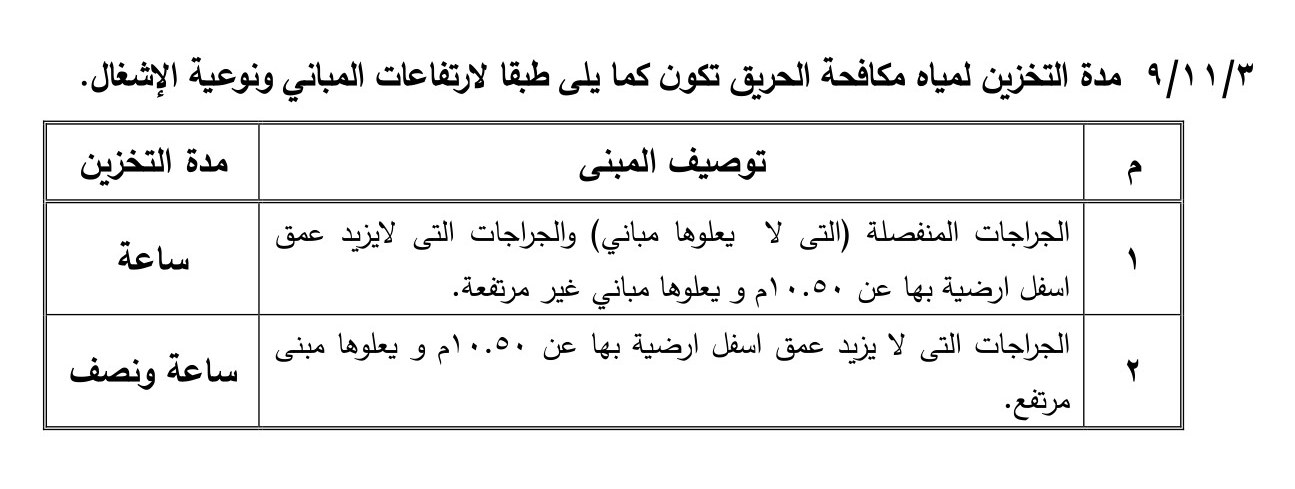 ٩/١١/٣ مدة التخزين لمياه مكافحة الحريق تكون كما يلى طبقا لارتفاعات المباني ونوعية الإشغال.
م توصيف المبنى مدة التخزين
١ الجراجات المنفصلة (التى لا يعلوها مباني) والجراجات التى لايزيد عمق
اسفل ارضية بها عن ١٠.٥٠م و يعلوها مباني غير مرتفعة. ساعة
٢ الجراجات التى لا يزيد عمق اسفل ارضية بها عن ١٠.٥٠م و يعلوها مبنى
مرتفع. ساعة ونصف